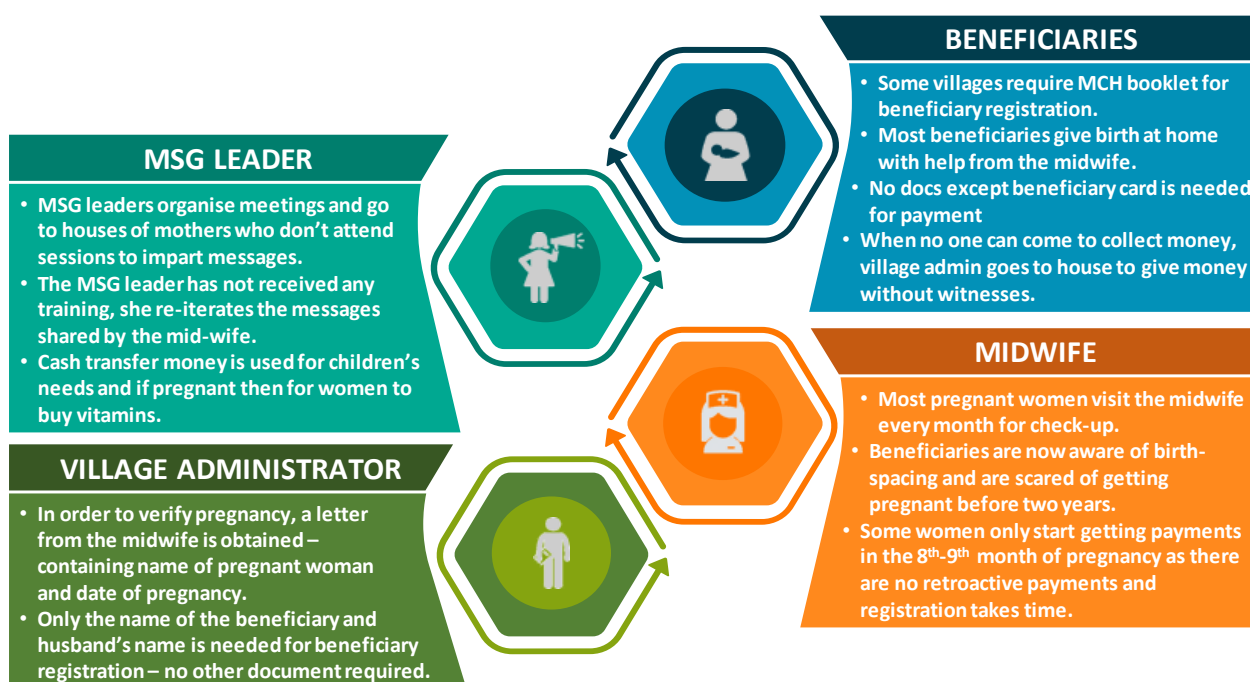 MSG LEADER
• MSG leaders organise meetings and go
to houses of mothers who don't attend
sessions to impart messages.
• The MSG leader has not received any
training, she re-iterates the messages
shared by the mid-wife.
• Cash transfer money is used for children's
needs and if pregnant then for women to
buy vitamins.
VILLAGE ADMINISTRATOR
• In order to verify pregnancy, a letter
from the midwife is obtained –
containing name of pregnant woman
and date of pregnancy.
• Only the name of the beneficiary and
husband's name is needed for beneficiary
registration – no other document required.
BENEFICIARIES
• Some villages require MCH booklet for
beneficiary registration.
• Most beneficiaries give birth at home
with help from the midwife.
• No docs except beneficiary card is needed
for payment
• When no one can come to collect money,
village admin goes to house to give money
without witnesses.
MIDWIFE
• Most pregnant women visit the midwife
every month for check-up.
• Beneficiaries are now aware of birth-
spacing and are scared of getting
pregnant before two years.
• Some women only start getting payments
in the 8th-9th month of pregnancy as there
are no retroactive payments and
registration takes time.